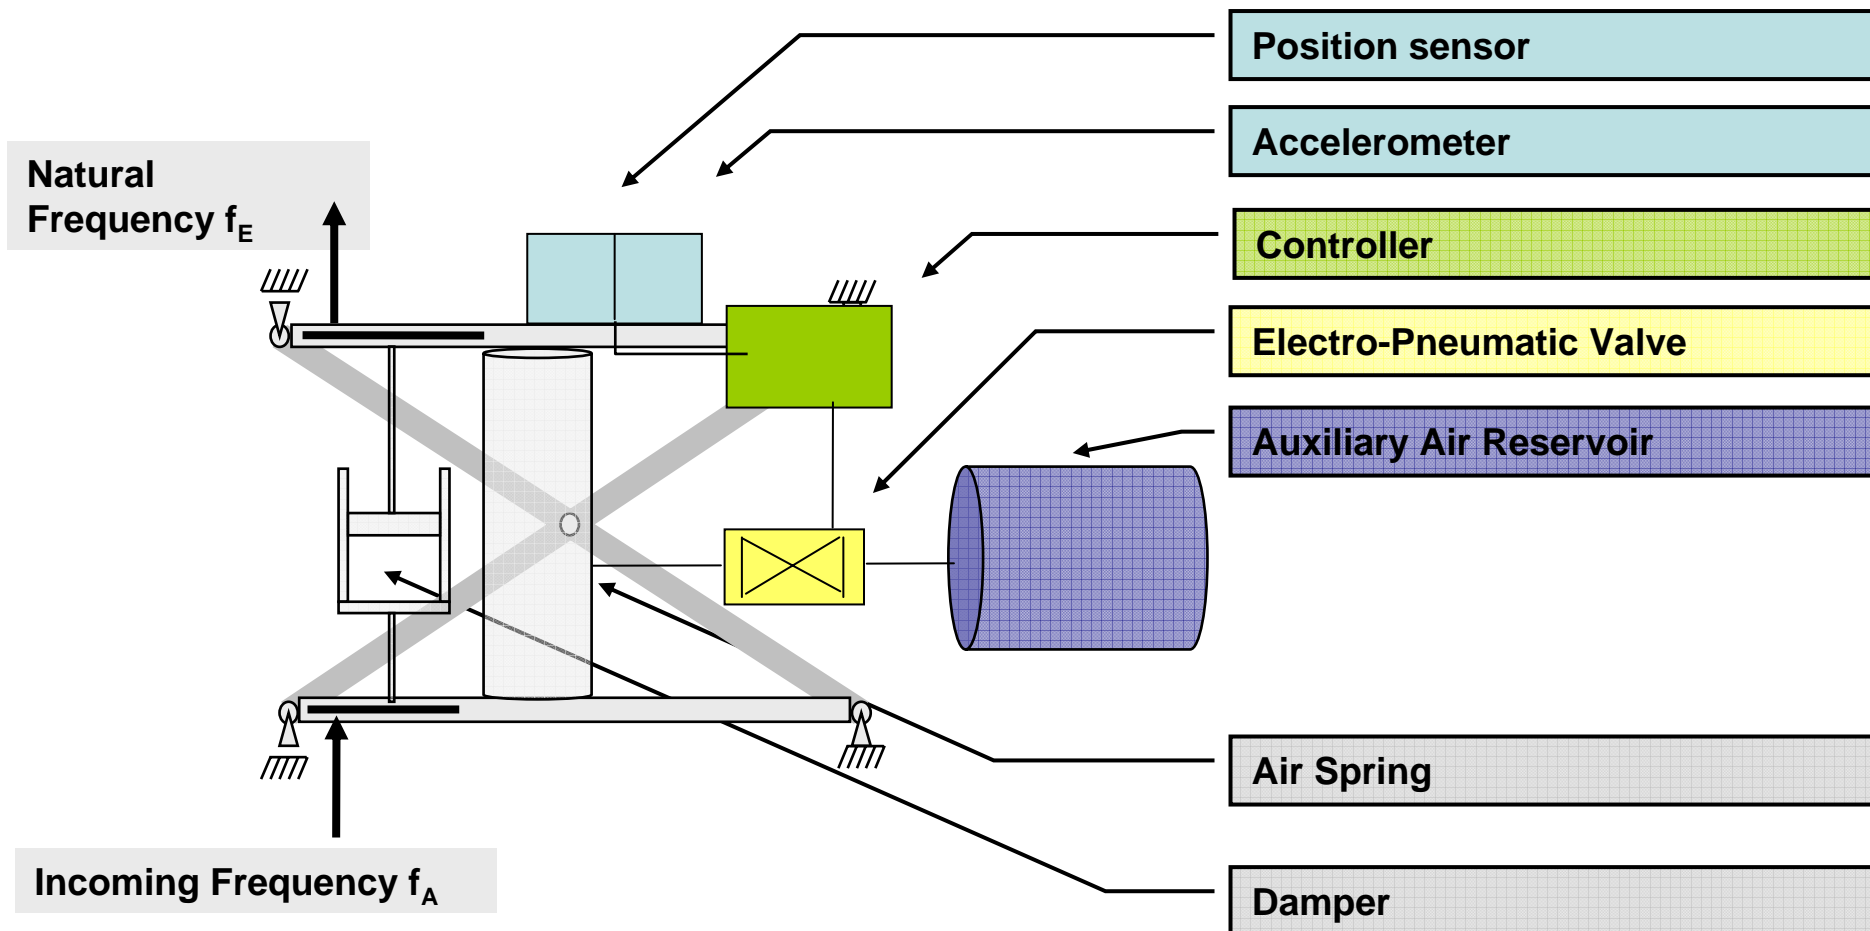 Position sensor
Accelerometer
Natural
Frequency fE
Controller
Electro-Pneumatic Valve
Auxiliary Air Reservoir
Air Spring
Incoming Frequency fA
Damper